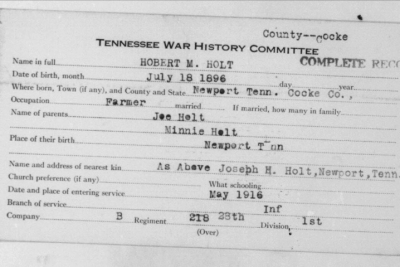 County--Cocke
TENNESSEE WAR HISTORY COMMITTEE
Name in full HOBERT M. HOLT COMPLETE RECO
Date of birth, month July 18 1896 day year
Where born, Town (if any), and County and State Newport Tenn. Cocke Co.,
Occupation Farmer married If married, how many in family
Name of parents Joe Holt
Minnie Holt
Place of their birth Newport T nn
Name and address of nearest kin As Above Joseph H. Holt, Newport, Tenn.
Church preference (if any) What schooling
Date and place of entering service May 1916
Branch of service Inf
Company B Regiment 218 28th Division 1st
(Over)